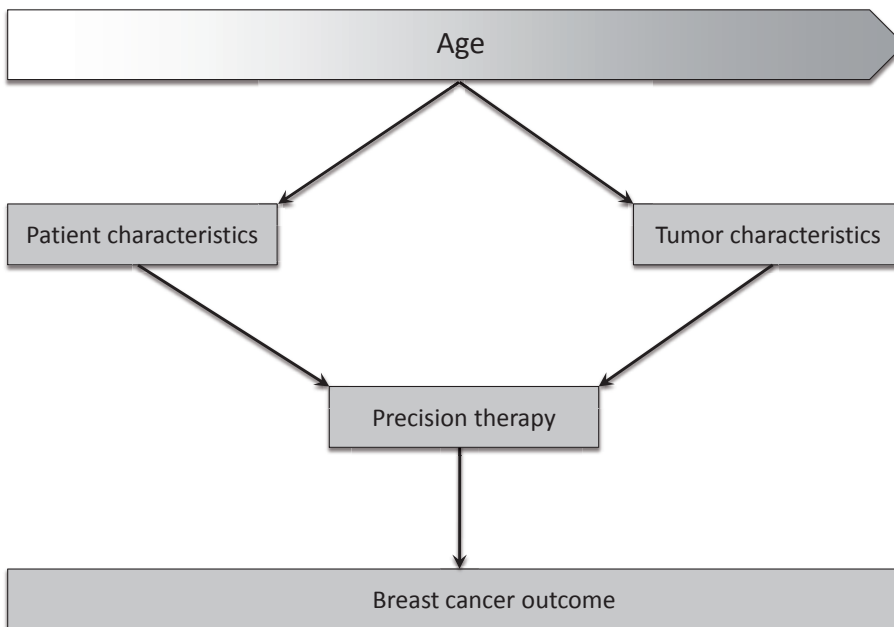 Age
Patient characteristics
Tumor characteristics
Precision therapy
Breast cancer outcome